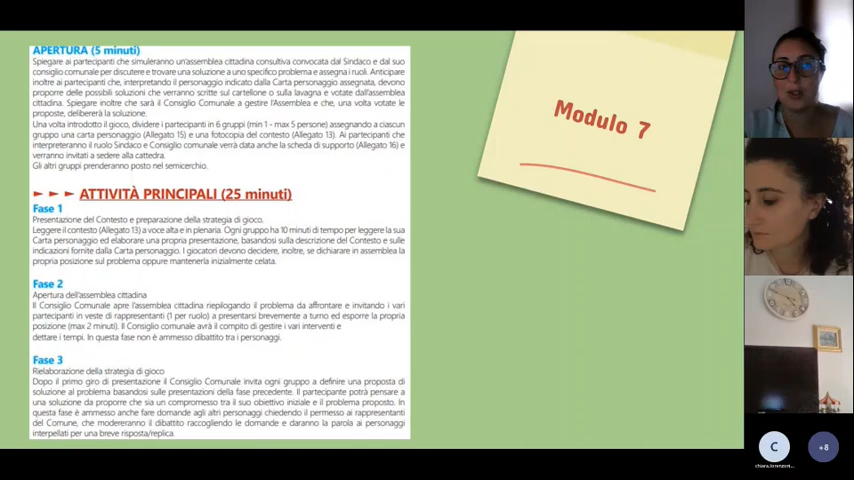 APERTURA (5 minuti)
Spiegare ai partecipanti che simuleranno un'assemblea cittadina consultiva convocata dal Sindaco e dal suo
consiglio comunale per discutere e trovare una soluzione a uno specifico problema e assegna i ruoli. Anticipare
inoltre ai partecipanti che, interpretando il personaggio indicato dalla Carta personaggio assegnata, devono
proporre delle possibili soluzioni che verranno scritte sul cartellone o sulla lavagna e votate dall'assemblea
cittadina. Spiegare inoltre che sarà il Consiglio Comunale a gestire l'Assemblea e che, una volta votate le
proposte, delibererà la soluzione.
Una volta introdotto il gioco, dividere i partecipanti in 6 gruppi (min 1 - max 5 persone) assegnando a ciascun
gruppo una carta personaggio (Allegato 15) e una fotocopia del contesto (Allegato 13). Ai partecipanti che
interpreteranno il ruolo Sindaco e Consiglio comunale verrà data anche la scheda di supporto (Allegato 16) e
verranno invitati a sedere alla cattedra.
Gli altri gruppi prenderanno posto nel semicerchio.
► ► ► ATTIVITÀ PRINCIPALI (25 minuti)
Fase 1
Presentazione del Contesto e preparazione della strategia di gioco.
Leggere il contesto (Allegato 13) a voce alta e in plenaria. Ogni gruppo ha 10 minuti di tempo per leggere la sua
Carta personaggio ed elaborare una propria presentazione, basandosi sulla descrizione del Contesto e sulle
indicazioni fornite dalla Carta personaggio. I giocatori devono decidere, inoltre, se dichiarare in assemblea la
propria posizione sul problema oppure mantenerla inizialmente celata.
Fase 2
Apertura dell'assemblea cittadina
Il Consiglio Comunale apre l'assemblea cittadina riepilogando il problema da affrontare e invitando i vari
partecipanti in veste di rappresentanti (1 per ruolo) a presentarsi brevemente a turno ed esporre la propria
posizione (max 2 minuti). Il Consiglio comunale avrà il compito di gestire i vari interventi e
dettare i tempi. In questa fase non è ammesso dibattito tra i personaggi.
Fase 3
Rielaborazione della strategia di gioco
Dopo il primo giro di presentazione il Consiglio Comunale invita ogni gruppo a definire una proposta di
soluzione al problema basandosi sulle presentazioni della fase precedente. Il partecipante potrà pensare a
una soluzione da proporre che sia un compromesso tra il suo obiettivo iniziale e il problema proposto. In
questa fase è ammesso anche fare domande agli altri personaggi chiedendo il permesso ai rappresentanti
del Comune, che modereranno il dibattito raccogliendo le domande e daranno la parola ai personaggi
interpellati per una breve risposta/replica.
Modulo 7
C
+8